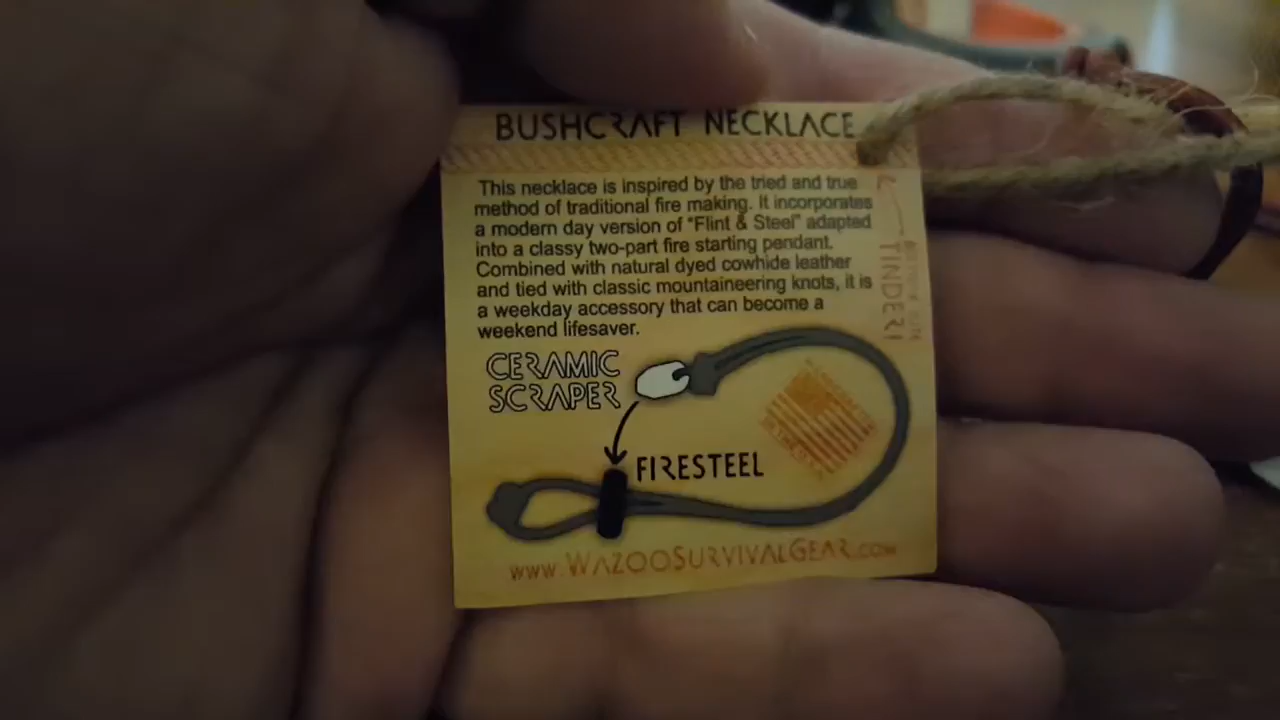 BUSHCRAFT NECKLACE
This necklace is inspired by the tried and true
method of traditional fire making. It incorporates
a modern day version of "Flint & Steel" adapted
into a classy two-part fire starting pendant.
Combined with natural dyed cowhide leather
and tied with classic mountaineering knots, it is
a weekday accessory that can become a
weekend lifesaver.
TINDER!
CERAMIC
SCRAPER
FIRESTEEL
www.WazooSurvivalGear.com